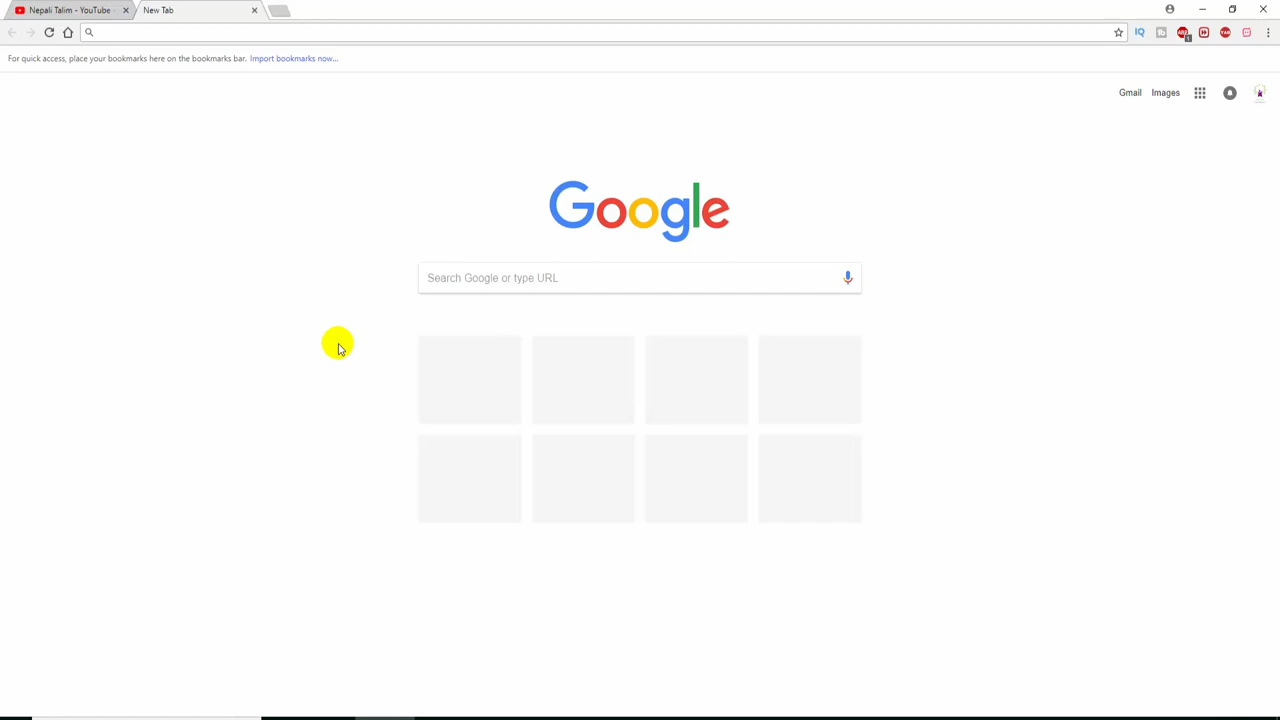 Nepali Talim - YouTube
New Tab
For quick access, place your bookmarks here on the bookmarks bar. Import bookmarks now...
Gmail Images
Google
Search Google or type URL